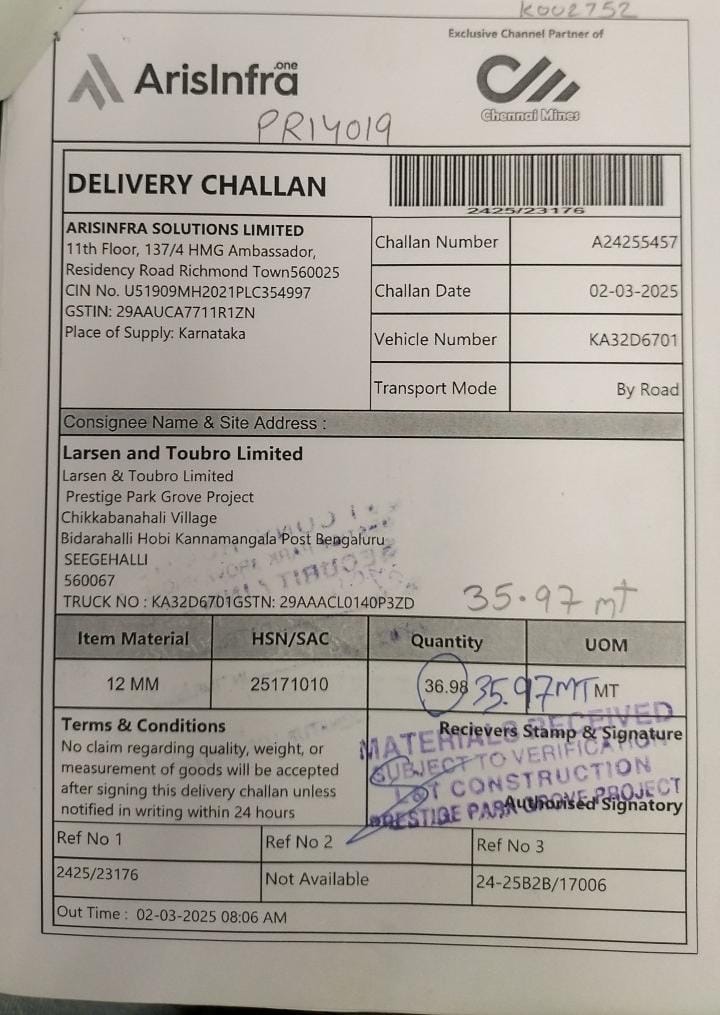 K002752
Exclusive Channel Partner of
ArisInfra.one
Chennai Mines
PR14019
DELIVERY CHALLAN
2425/23176
ARISINFRA SOLUTIONS LIMITED
11th Floor, 137/4 HMG Ambassador,
Residency Road Richmond Town560025
CIN No. U51909MH2021PLC354997
GSTIN: 29AAUCA7711R1ZN
Place of Supply: Karnataka
Challan Number A24255457
Challan Date 02-03-2025
Vehicle Number KA32D6701
Transport Mode By Road
Consignee Name & Site Address :
Larsen and Toubro Limited
Larsen & Toubro Limited
Prestige Park Grove Project
Chikkabanahali Village
Bidarahalli Hobi Kannamangala Post Bengaluru
SEEGEHALLI
560067
TRUCK NO : KA32D6701GSTN: 29AAACL0140P3ZD
35.97 mt
Item Material HSN/SAC Quantity UOM
12 MM 25171010 36.98 35.97MT MT
Terms & Conditions
No claim regarding quality, weight, or
measurement of goods will be accepted
after signing this delivery challan unless
notified in writing within 24 hours
Recievers Stamp & Signature
MATERIALS RECEIVED
SUBJECT TO VERIFICATION
L&T CONSTRUCTION
PRESTIGE PARK GROVE PROJECT
Authorised Signatory
Ref No 1 Ref No 2 Ref No 3
2425/23176 Not Available 24-25B2B/17006
Out Time : 02-03-2025 08:06 AM